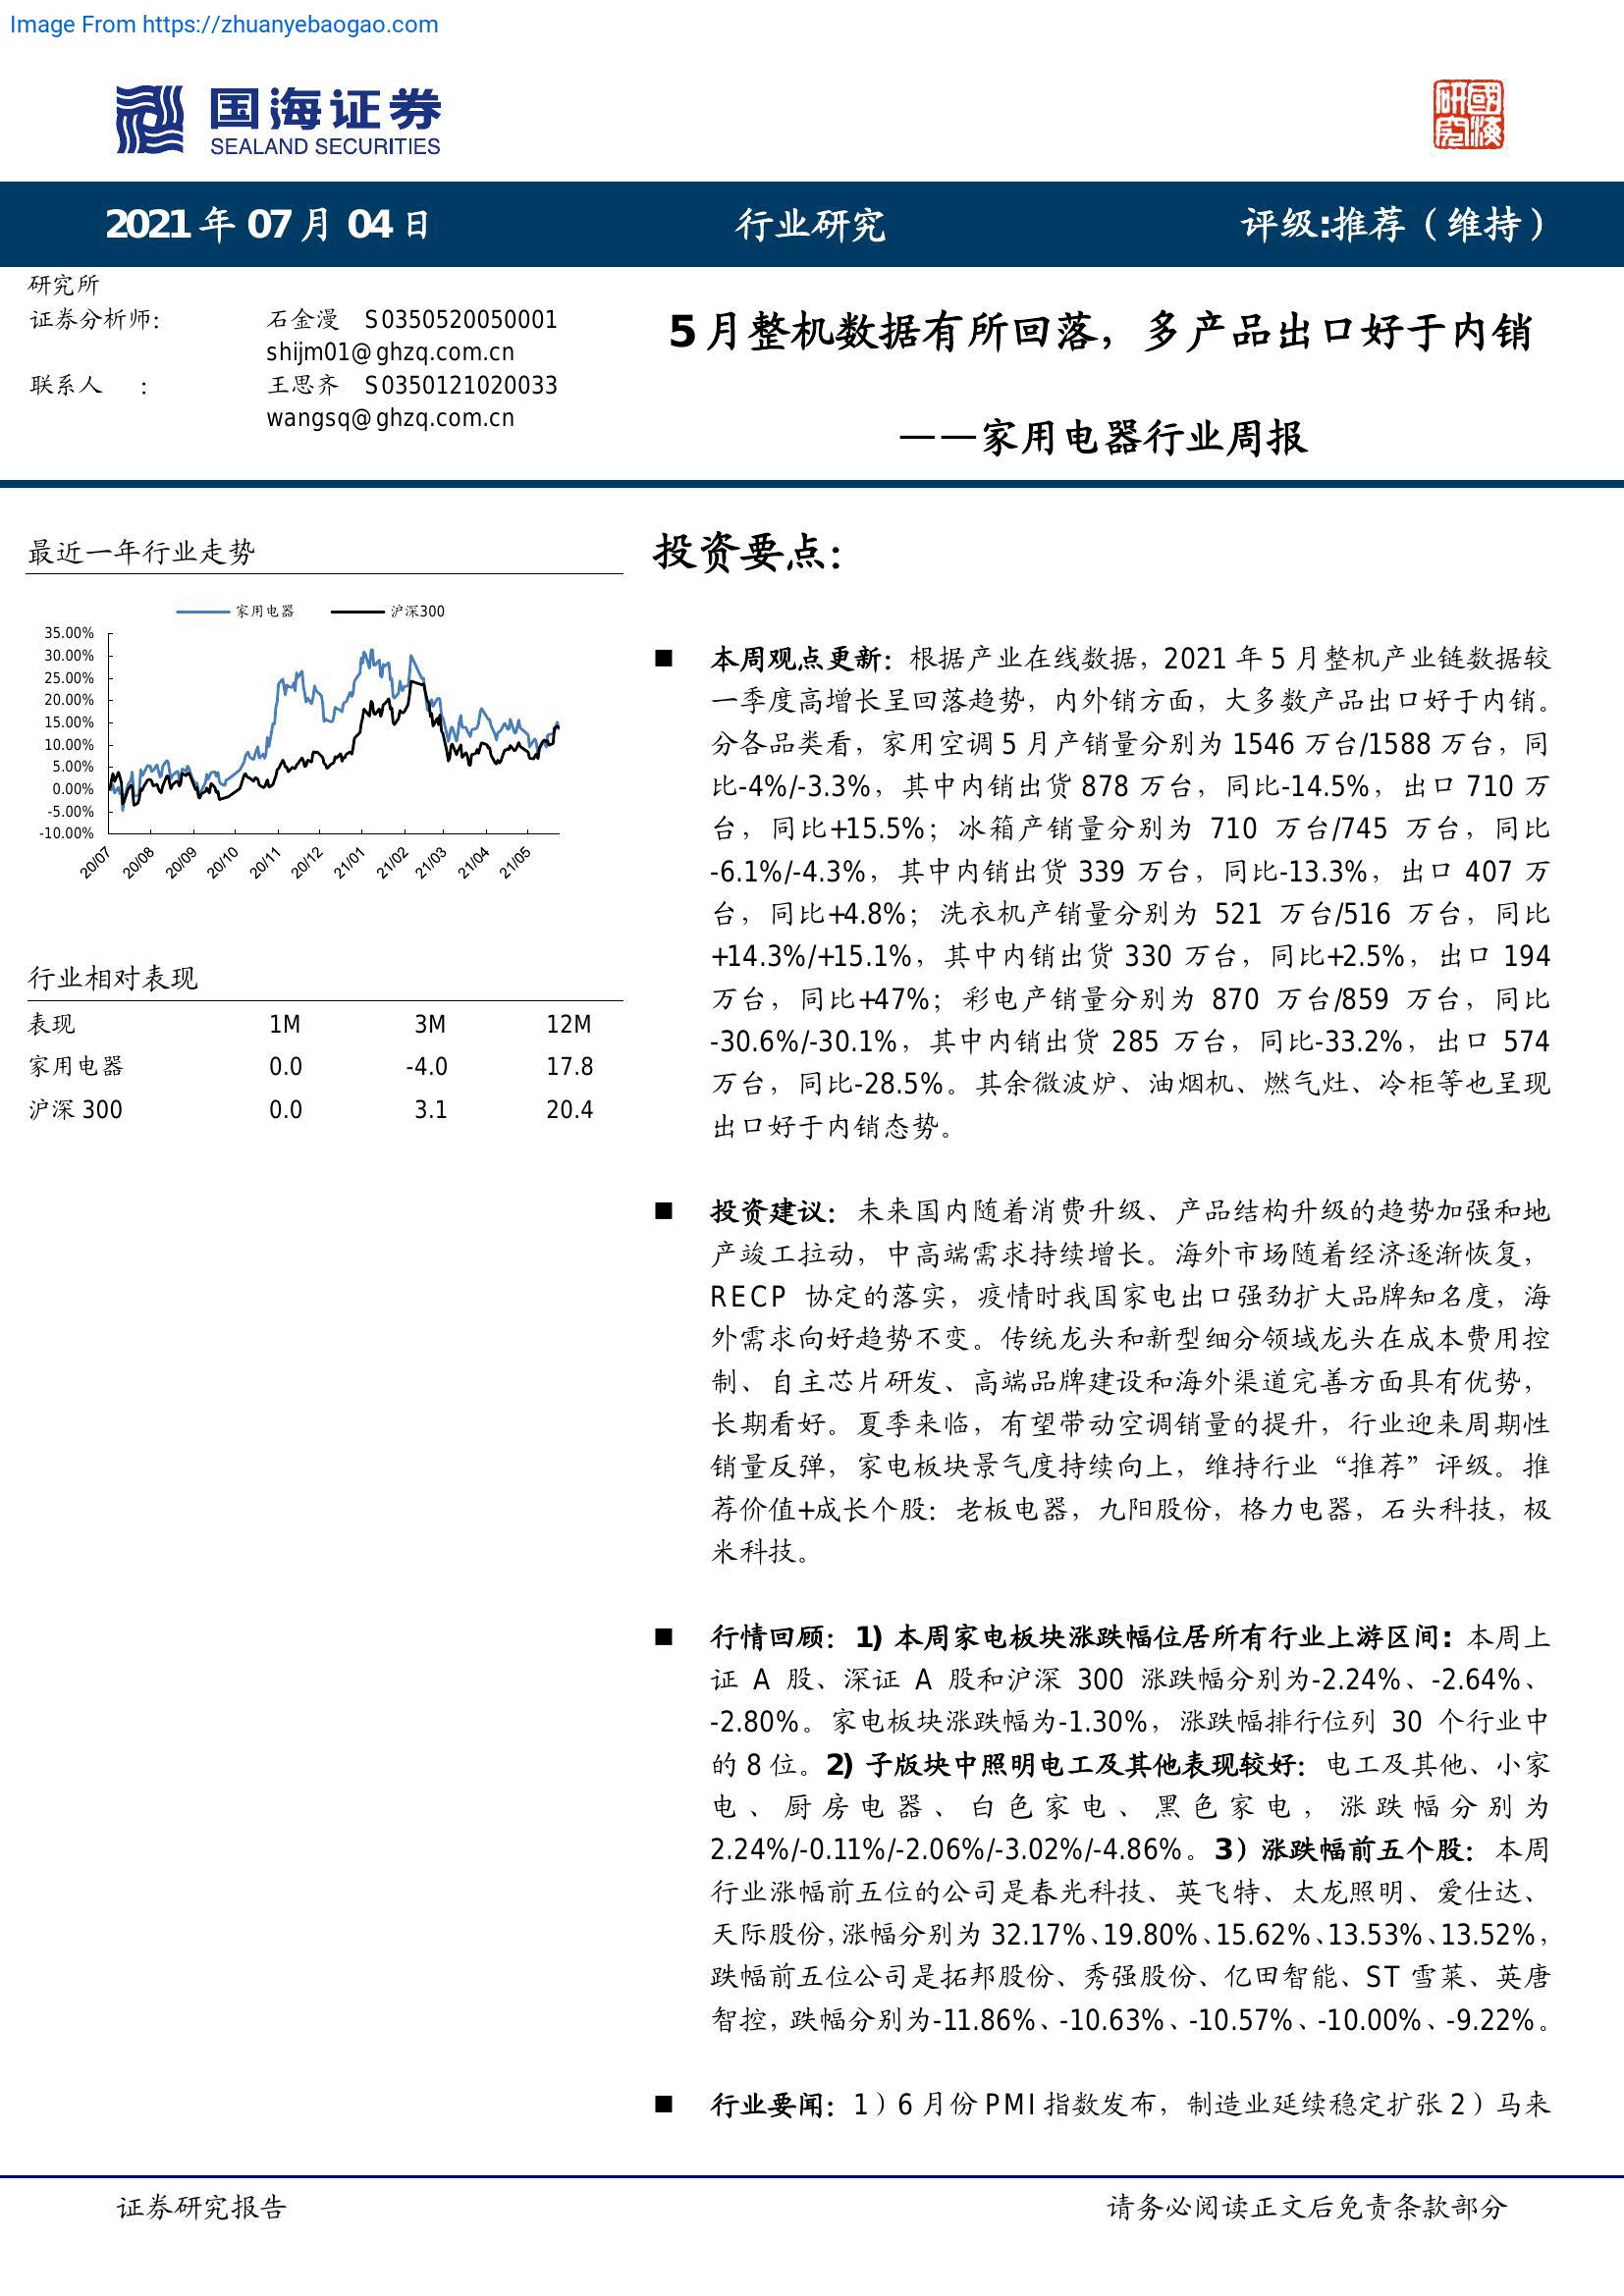 Image From https://zhuanyebaogao.com
国海证券
SEALAND SECURITIES
研國
究海
2021 年 07 月 04 日
行业研究
评级:推荐（维持）
研究所
证券分析师: 石金漫 S0350520050001
shijm01@ghzq.com.cn
联系人 : 王思齐 S0350121020033
wangsq@ghzq.com.cn
5 月整机数据有所回落，多产品出口好于内销
——家用电器行业周报
最近一年行业走势
家用电器 沪深300
35.00%
30.00%
25.00%
20.00%
15.00%
10.00%
5.00%
0.00%
-5.00%
-10.00%
20/07 20/08 20/09 20/10 20/11 20/12 21/01 21/02 21/03 21/04 21/05
行业相对表现
表现 1M 3M 12M
家用电器 0.0 -4.0 17.8
沪深 300 0.0 3.1 20.4
投资要点：
■ 本周观点更新：根据产业在线数据，2021 年 5 月整机产业链数据较
一季度高增长呈回落趋势，内外销方面，大多数产品出口好于内销。
分各品类看，家用空调 5 月产销量分别为 1546 万台/1588 万台，同
比-4%/-3.3%，其中内销出货 878 万台，同比-14.5%，出口 710 万
台，同比+15.5%；冰箱产销量分别为 710 万台/745 万台，同比
-6.1%/-4.3%，其中内销出货 339 万台，同比-13.3%，出口 407 万
台，同比+4.8%；洗衣机产销量分别为 521 万台/516 万台，同比
+14.3%/+15.1%，其中内销出货 330 万台，同比+2.5%，出口 194
万台，同比+47%；彩电产销量分别为 870 万台/859 万台，同比
-30.6%/-30.1%，其中内销出货 285 万台，同比-33.2%，出口 574
万台，同比-28.5%。其余微波炉、油烟机、燃气灶、冷柜等也呈现
出口好于内销态势。
■ 投资建议：未来国内随着消费升级、产品结构升级的趋势加强和地
产竣工拉动，中高端需求持续增长。海外市场随着经济逐渐恢复，
RECP 协定的落实，疫情时我国家电出口强劲扩大品牌知名度，海
外需求向好趋势不变。传统龙头和新型细分领域龙头在成本费用控
制、自主芯片研发、高端品牌建设和海外渠道完善方面具有优势，
长期看好。夏季来临，有望带动空调销量的提升，行业迎来周期性
销量反弹，家电板块景气度持续向上，维持行业“推荐”评级。推
荐价值+成长个股：老板电器，九阳股份，格力电器，石头科技，极
米科技。
■ 行情回顾：1) 本周家电板块涨跌幅位居所有行业上游区间: 本周上
证 A 股、深证 A 股和沪深 300 涨跌幅分别为-2.24%、-2.64%、
-2.80%。家电板块涨跌幅为-1.30%，涨跌幅排行位列 30 个行业中
的 8 位。2) 子版块中照明电工及其他表现较好：电工及其他、小家
电、厨房电器、白色家电、黑色家电，涨跌幅分别为
2.24%/-0.11%/-2.06%/-3.02%/-4.86%。3）涨跌幅前五个股：本周
行业涨幅前五位的公司是春光科技、英飞特、太龙照明、爱仕达、
天际股份，涨幅分别为 32.17%、19.80%、15.62%、13.53%、13.52%，
跌幅前五位公司是拓邦股份、秀强股份、亿田智能、ST 雪莱、英唐
智控，跌幅分别为-11.86%、-10.63%、-10.57%、-10.00%、-9.22%。
■ 行业要闻：1）6 月份 PMI 指数发布，制造业延续稳定扩张 2）马来
证券研究报告
请务必阅读正文后免责条款部分